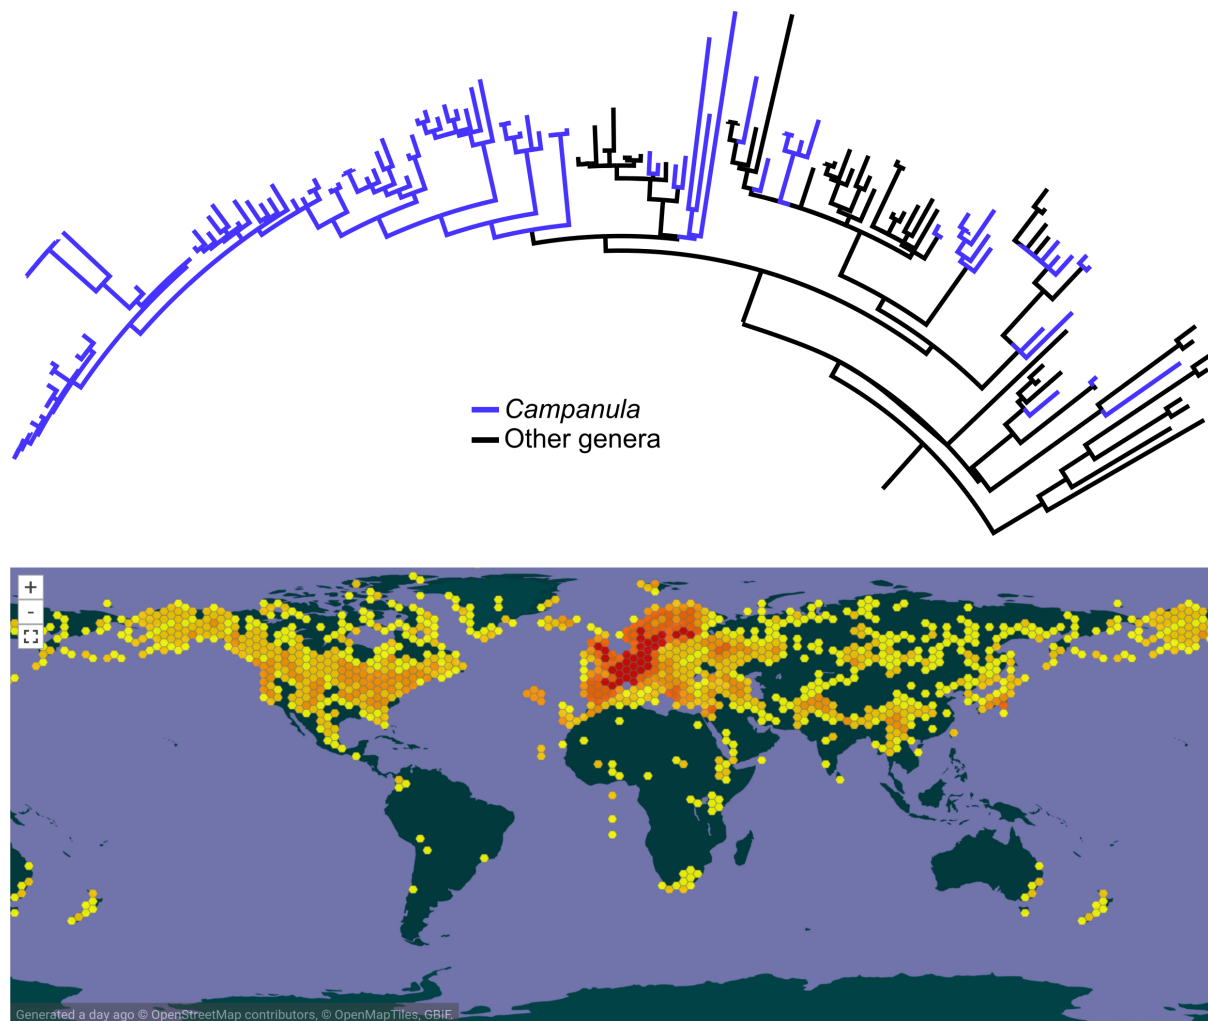 Campanula
Other genera
+
-
Generated a day ago © OpenStreetMap contributors, © OpenMapTiles, GBIF.